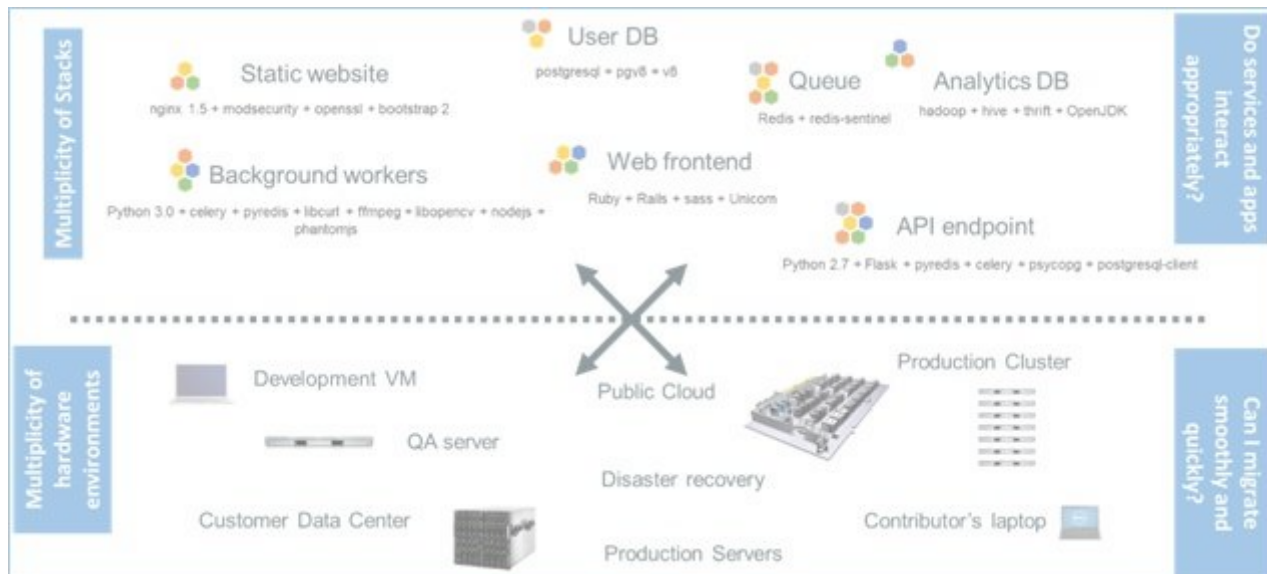 Multiplicity of Stacks
Static website
nginx 1.5 + modsecurity + openssl + bootstrap 2
User DB
postgresql + pgv8 + v8
Queue
Redis + redis-sentinel
Analytics DB
hadoop + hive + thrift + OpenJDK
Background workers
Python 3.0 + celery + pyredis + libcurl + ffmpeg + libopencv + nodejs +
phantomjs
Web frontend
Ruby + Rails + sass + Unicorn
API endpoint
Python 2.7 + Flask + pyredis + celery + psycopg + postgresql-client
Do services and apps
interact
appropriately?
Multiplicity of
hardware
environments
Development VM
QA server
Customer Data Center
Public Cloud
Disaster recovery
Production Servers
Production Cluster
Contributor's laptop
Can I migrate
smoothly and
quickly?